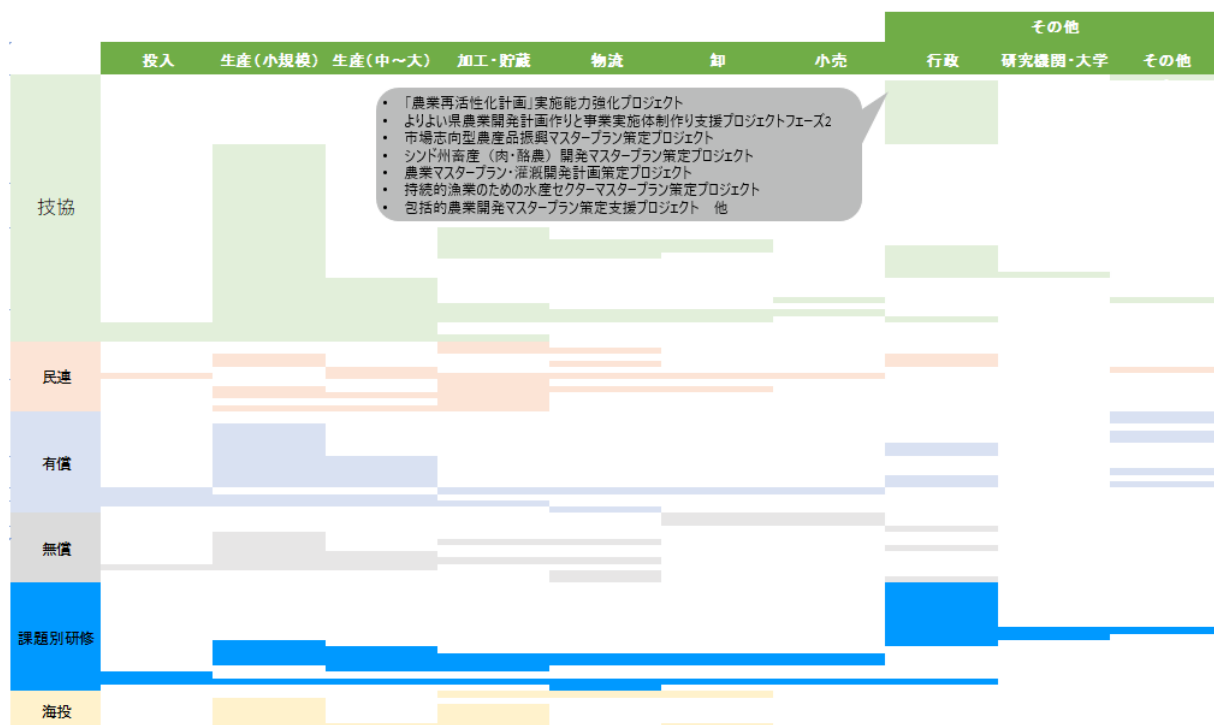 その他
投入 生産(小規模) 生産(中～大) 加工・貯蔵 物流 卸 小売 行政 研究機関・大学 その他
• 「農業再活性化計画」実施能力強化プロジェクト
• よりよい県農業開発計画作りと事業実施体制作り支援プロジェクトフェーズ2
• 市場志向型農産品振興マスタープラン策定プロジェクト
• シンド州畜産（肉・酪農）開発マスタープラン策定プロジェクト
• 農業マスタープラン・灌漑開発計画策定プロジェクト
• 持続的漁業のための水産セクターマスタープラン策定プロジェクト
• 包括的農業開発マスタープラン策定支援プロジェクト　他
技協
民連
有償
無償
課題別研修
海投